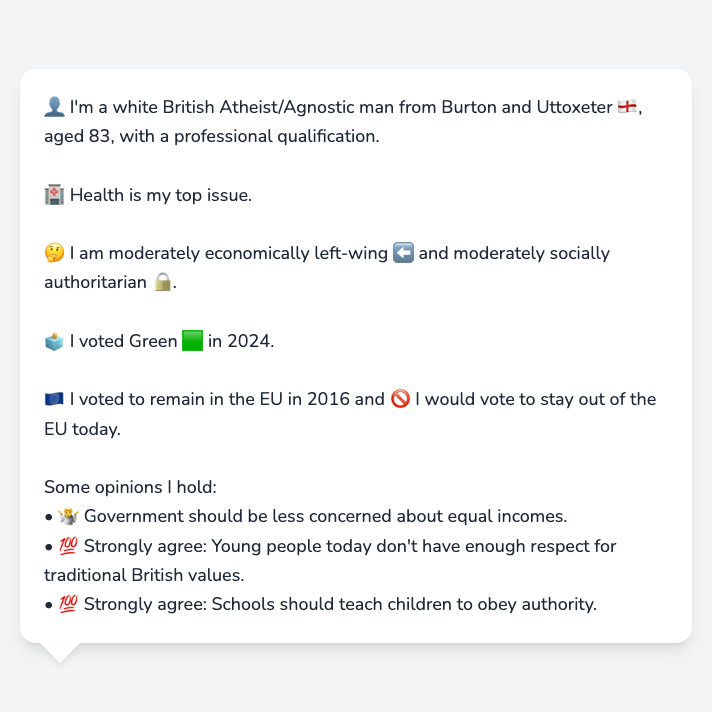 👤 I'm a white British Atheist/Agnostic man from Burton and Uttoxeter 🏴󠁧󠁢󠁥󠁮󠁧󠁿,
aged 83, with a professional qualification.
🏥 Health is my top issue.
🤔 I am moderately economically left-wing ⬅️ and moderately socially
authoritarian 🔒.
🗳️ I voted Green 🟩 in 2024.
🇪🇺 I voted to remain in the EU in 2016 and 🚫 I would vote to stay out of the
EU today.
Some opinions I hold:
• 🤷 Government should be less concerned about equal incomes.
• 💯 Strongly agree: Young people today don't have enough respect for
traditional British values.
• 💯 Strongly agree: Schools should teach children to obey authority.